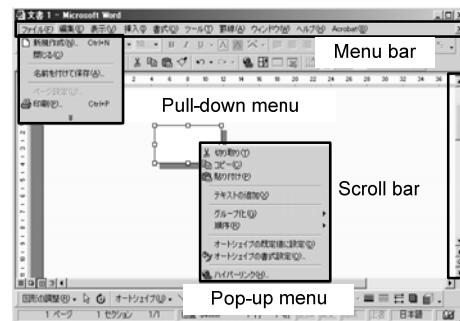 文書 1 - Microsoft Word
ファイル(F) 編集(E) 表示(V) 挿入(I) 書式(O) ツール(T) 罫線(A) ウィンドウ(W) ヘルプ(H) Acrobat(B)
新規作成(N)... Ctrl+N
閉じる(C)
名前を付けて保存(A)...
ページ設定(U)...
印刷(P)... Ctrl+P
Menu bar
Pull-down menu
切り取り(T)
コピー(C)
貼り付け(P)
テキストの追加(X)
グループ化(G)
順序(R)
オートシェイプの既定値に設定(D)
オートシェイプの書式設定(O)...
ハイパーリンク(H)...
Scroll bar
Pop-up menu
図形の調整(R) オートシェイプ(U)
1 ページ 1 セクション 1/1 日本語